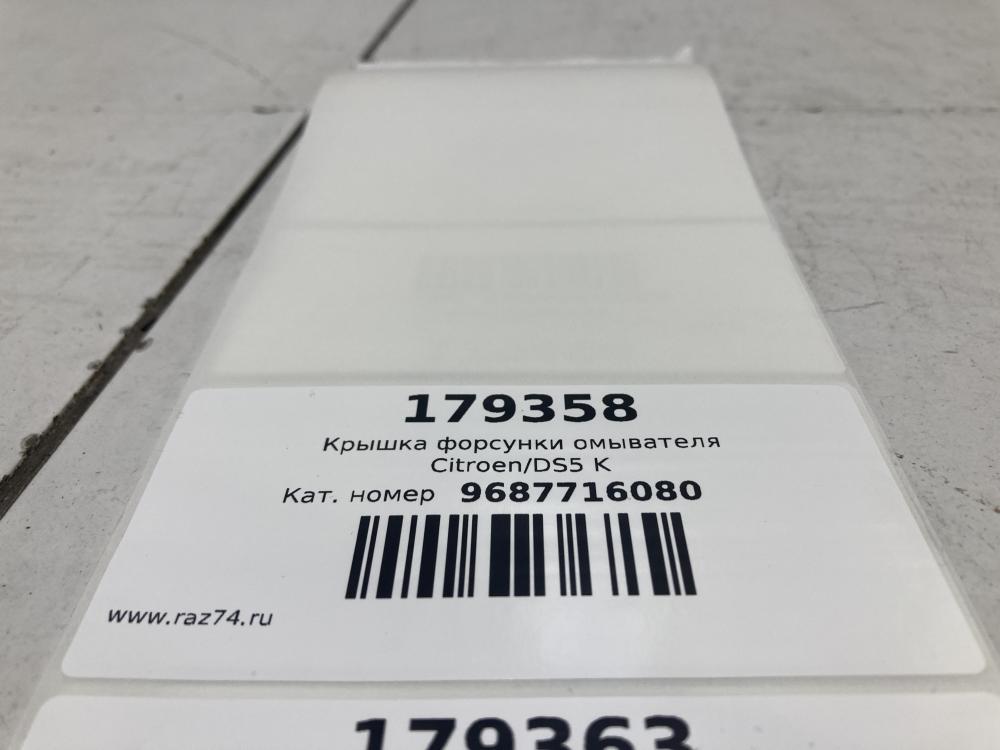 179358
Крышка форсунки омывателя
Citroen/DS5 K
Кат. номер 9687716080
www.raz74.ru
179363